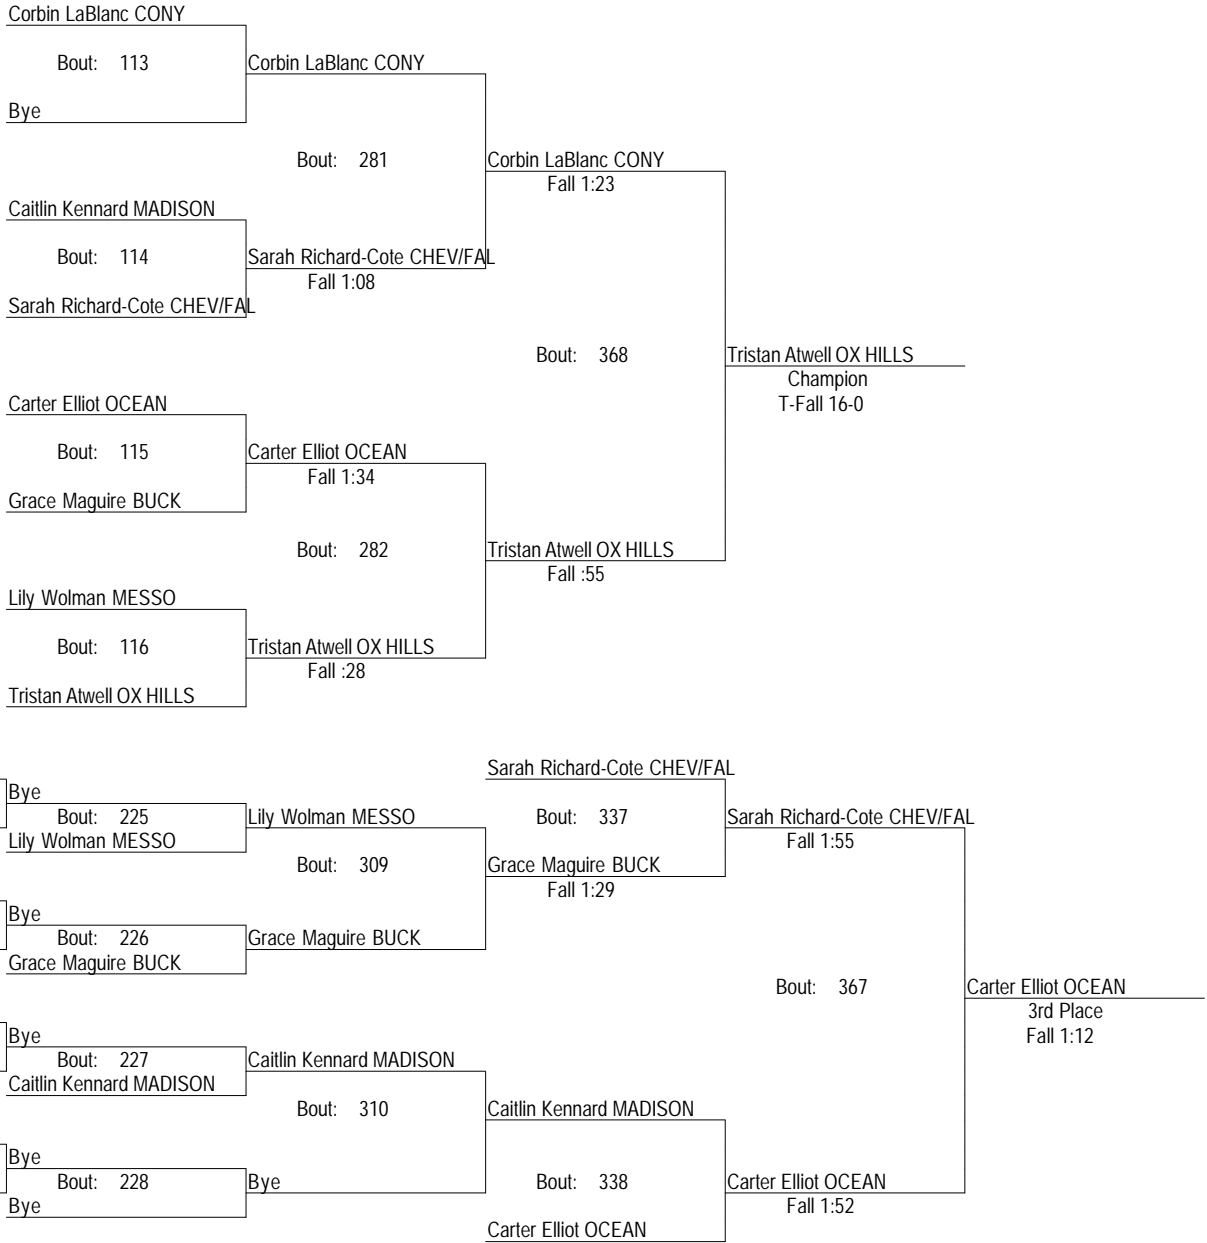 Corbin LaBlanc CONY
Bout: 113
Corbin LaBlanc CONY
Bye
Bout: 281
Corbin LaBlanc CONY
Fall 1:23
Caitlin Kennard MADISON
Bout: 114
Sarah Richard-Cote CHEV/FAL
Fall 1:08
Sarah Richard-Cote CHEV/FAL
Bout: 368
Tristan Atwell OX HILLS
Champion
T-Fall 16-0
Carter Elliot OCEAN
Bout: 115
Carter Elliot OCEAN
Fall 1:34
Grace Maguire BUCK
Bout: 282
Tristan Atwell OX HILLS
Fall :55
Lily Wolman MESSO
Bout: 116
Tristan Atwell OX HILLS
Fall :28
Tristan Atwell OX HILLS
Sarah Richard-Cote CHEV/FAL
Bye
Bout: 225
Lily Wolman MESSO
Bout: 337
Sarah Richard-Cote CHEV/FAL
Fall 1:55
Lily Wolman MESSO
Bout: 309
Grace Maguire BUCK
Fall 1:29
Bye
Bout: 226
Grace Maguire BUCK
Grace Maguire BUCK
Bout: 367
Carter Elliot OCEAN
3rd Place
Fall 1:12
Bye
Bout: 227
Caitlin Kennard MADISON
Caitlin Kennard MADISON
Bout: 310
Caitlin Kennard MADISON
Bye
Bout: 228
Bye
Bout: 338
Carter Elliot OCEAN
Fall 1:52
Bye
Carter Elliot OCEAN